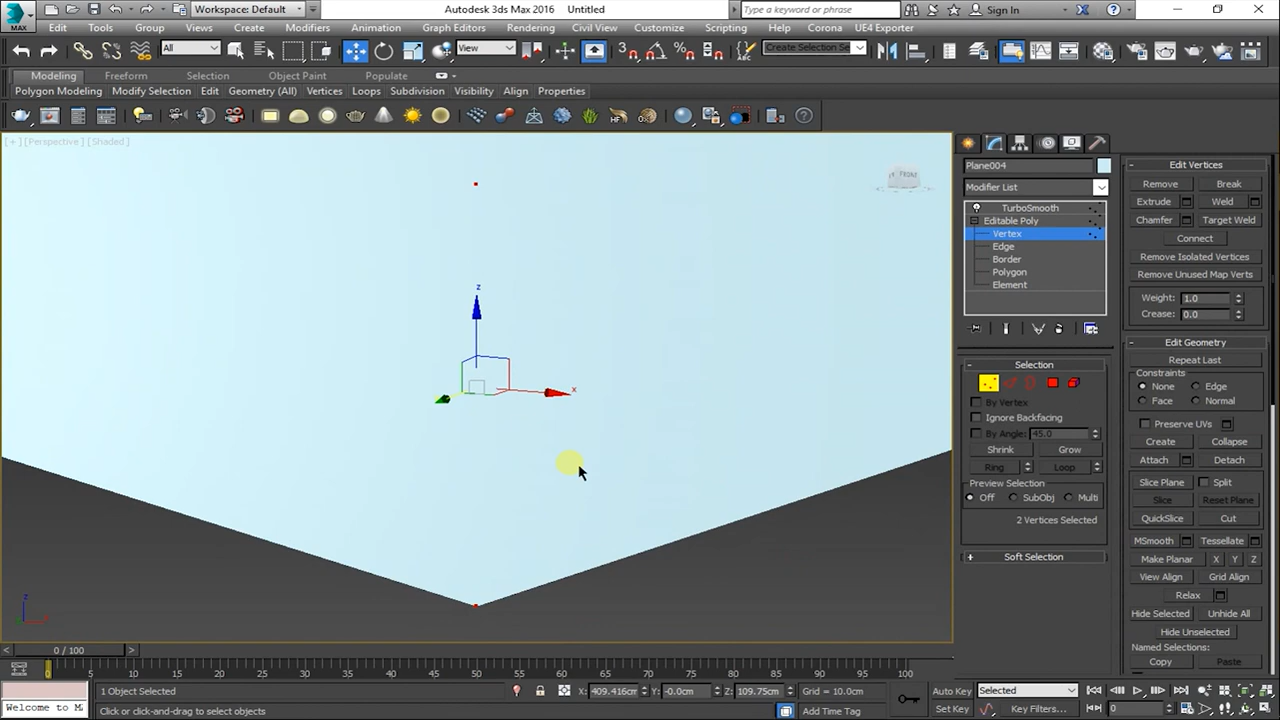 MAX
Workspace: Default
Autodesk 3ds Max 2016 Untitled
Type a keyword or phrase
Sign In
Edit Tools Group Views Create Modifiers Animation Graph Editors Rendering Civil View Customize Scripting Corona Help UE4 Exporter
All
View
Create Selection Se
Modeling Freeform Selection Object Paint Populate
Polygon Modeling Modify Selection Edit Geometry (All) Vertices Loops Subdivision Visibility Align Properties
[+] [Perspective] [Shaded]
FRONT
z
x
z
x
Plane004
Modifier List
TurboSmooth
Editable Poly
Vertex
Edge
Border
Polygon
Element
Selection
By Vertex
Ignore Backfacing
By Angle: 45.0
Shrink Grow
Ring Loop
Preview Selection
Off SubObj Multi
2 Vertices Selected
Soft Selection
Edit Vertices
Remove Break
Extrude Weld
Chamfer Target Weld
Connect
Remove Isolated Vertices
Remove Unused Map Verts
Weight: 1.0
Crease: 0.0
Edit Geometry
Repeat Last
Constraints
None Edge
Face Normal
Preserve UVs
Create Collapse
Attach Detach
Slice Plane Split
Slice Reset Plane
QuickSlice Cut
MSmooth Tessellate
Make Planar X Y Z
View Align Grid Align
Relax
Hide Selected Unhide All
Hide Unselected
Named Selections:
Copy Paste
0 / 100
0 5 10 15 20 25 30 35 40 45 50 55 60 65 70 75 80 85 90 95 100
1 Object Selected
X: 409.416cm Y: -0.0cm Z: 109.75cm Grid = 10.0cm
Auto Key Selected
Welcome to M
Click or click-and-drag to select objects
Add Time Tag
Set Key Key Filters...
0